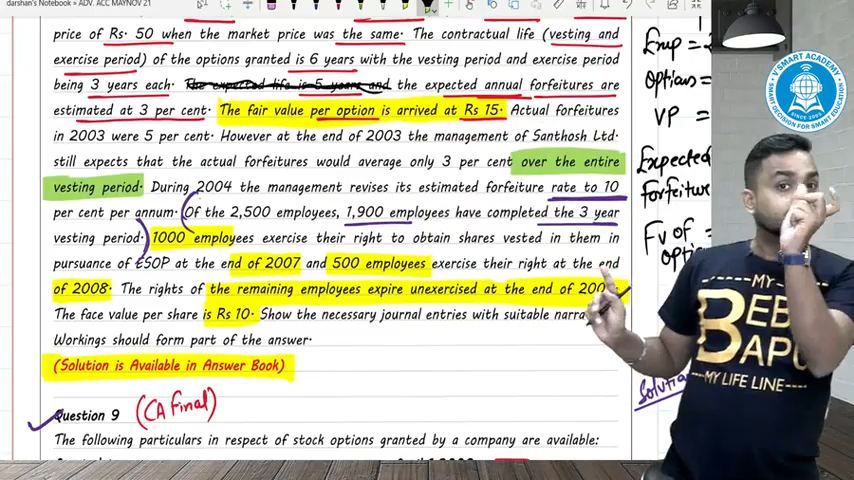 darshan's Notebook » ADV. ACC MAYNOV 21
price of Rs. 50 when the market price was the same. The contractual life (vesting and
exercise period) of the options granted is 6 years with the vesting period and exercise period
being 3 years each. The expected life is 5 years and the expected annual forfeitures are
estimated at 3 per cent. The fair value per option is arrived at Rs 15. Actual forfeitures
in 2003 were 5 per cent. However at the end of 2003 the management of Santhosh Ltd.
still expects that the actual forfeitures would average only 3 per cent over the entire
vesting period. During 2004 the management revises its estimated forfeiture rate to 10
per cent per annum. Of the 2,500 employees, 1,900 employees have completed the 3 year
vesting period. 1000 employees exercise their right to obtain shares vested in them in
pursuance of ESOP at the end of 2007 and 500 employees exercise their right at the end
of 2008. The rights of the remaining employees expire unexercised at the end of
The face value per share is Rs 10. Show the necessary journal entries with suitable
Workings should form part of the answer.
(Solution is Available in Answer Book)
Question 9 (CA Final)
The following particulars in respect of stock options granted by a company are available:
Emp =
Options =
VP =
Expected
Forfeiture
Fv of =
Option
V SMART ACADEMY
SMART DECISION FOR SMART EDUCATION
SINCE-2003
MY
BEBO
BAPU
MY LIFE LINE